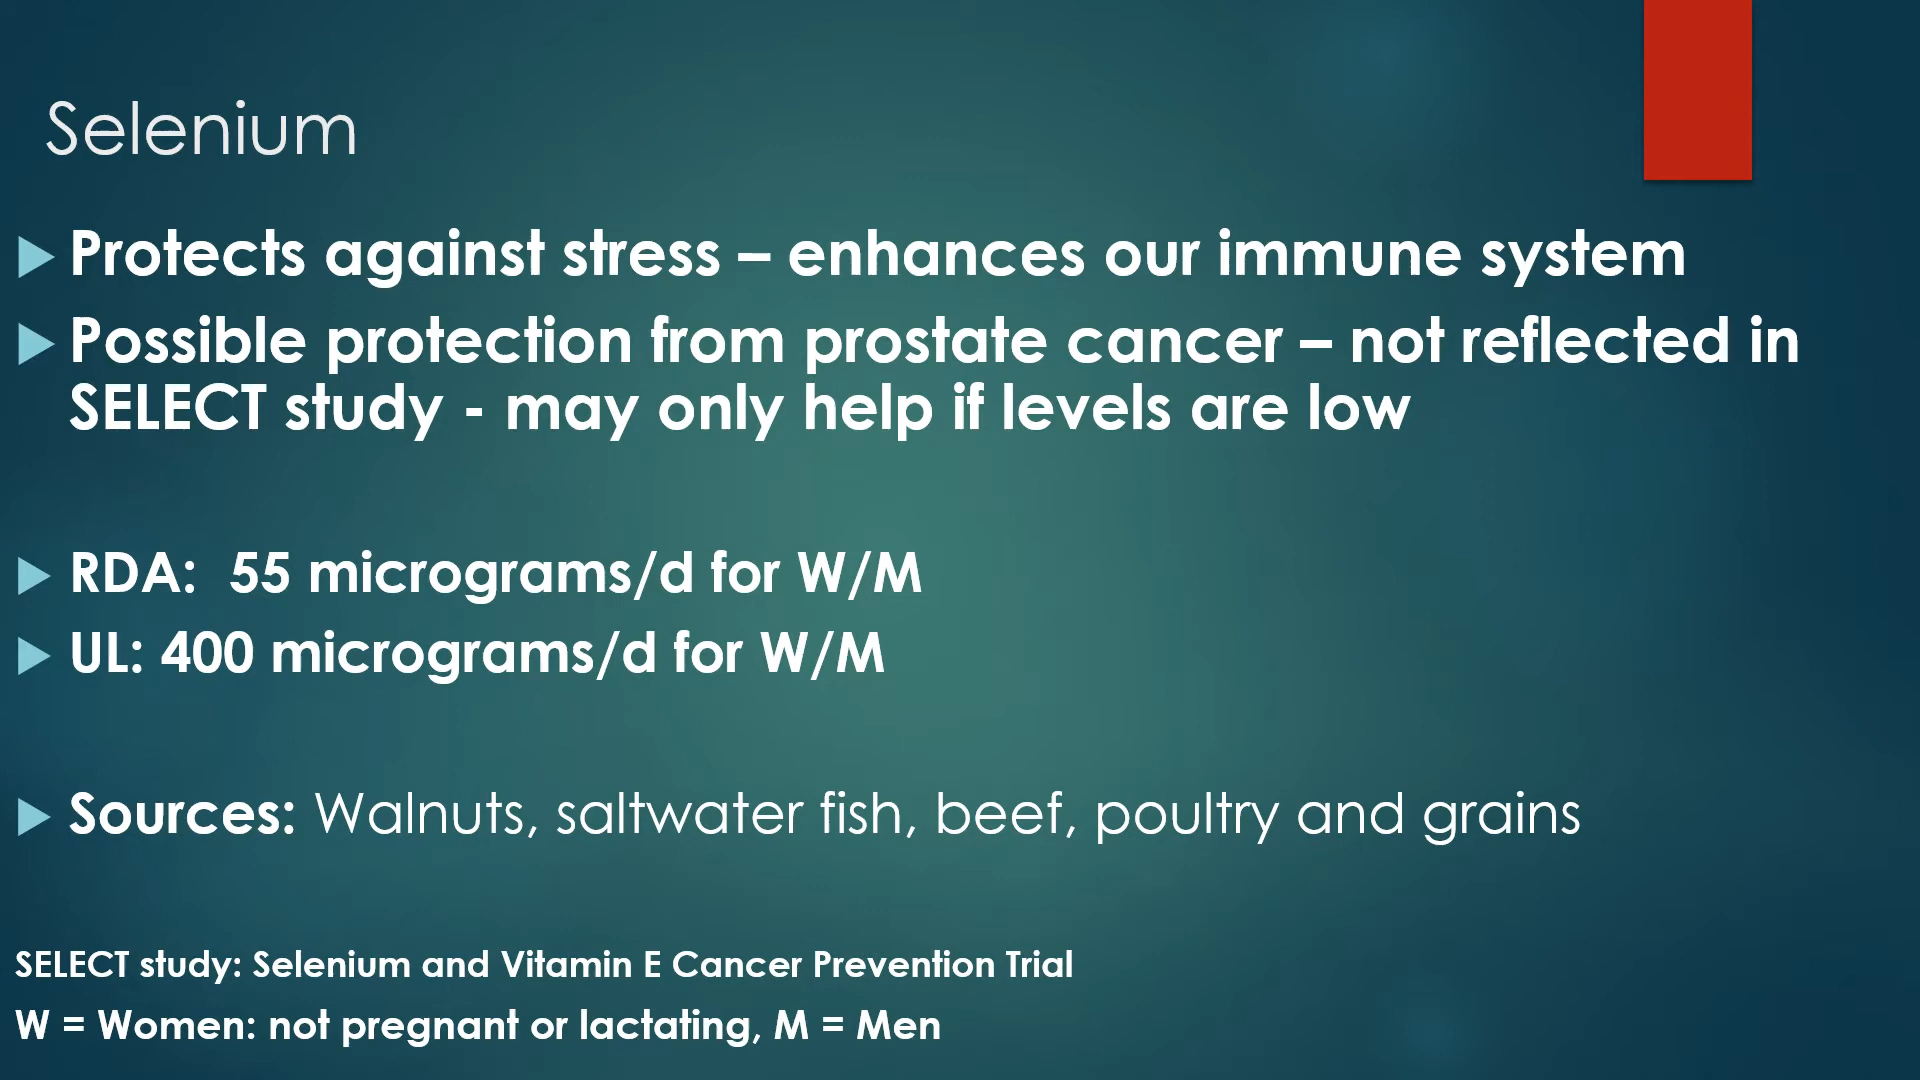 Selenium
Protects against stress – enhances our immune system
Possible protection from prostate cancer – not reflected in
SELECT study - may only help if levels are low
RDA:  55 micrograms/d for W/M
UL: 400 micrograms/d for W/M
Sources: Walnuts, saltwater fish, beef, poultry and grains
SELECT study: Selenium and Vitamin E Cancer Prevention Trial
W = Women: not pregnant or lactating, M = Men